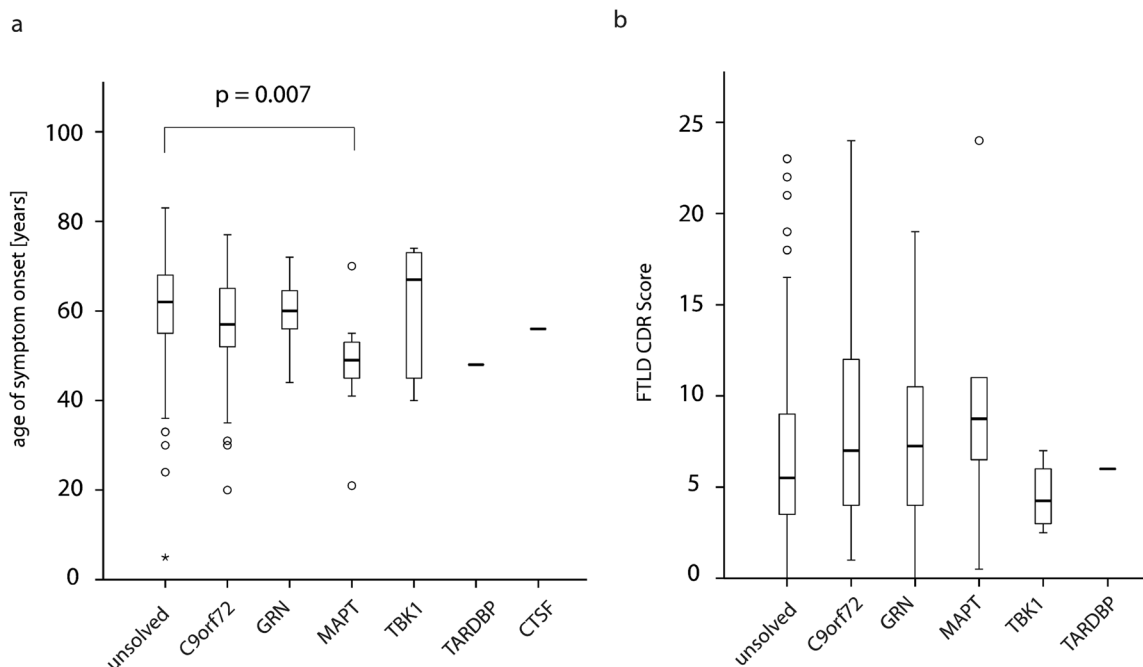 a
p = 0.007
age of symptom onset [years]
100
80
60
40
20
0
unsolved
C9orf72
GRN
MAPT
TBK1
TARDBP
CTSF
b
FTLD CDR Score
25
20
15
10
5
0
unsolved
C9orf72
GRN
MAPT
TBK1
TARDBP